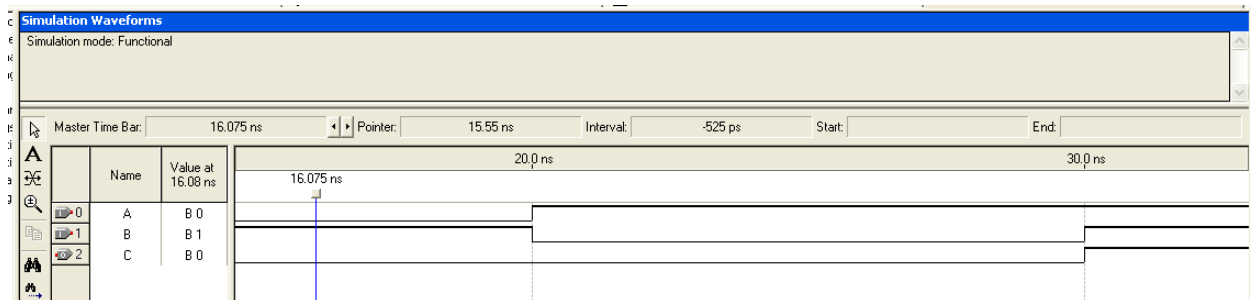 Simulation Waveforms
Simulation mode: Functional
Master Time Bar: 16.075 ns Pointer: 15.55 ns Interval: -525 ps Start: End:
Name Value at 16.08 ns 20.0 ns 30.0 ns
16.075 ns
0 A B 0
1 B B 1
2 C B 0